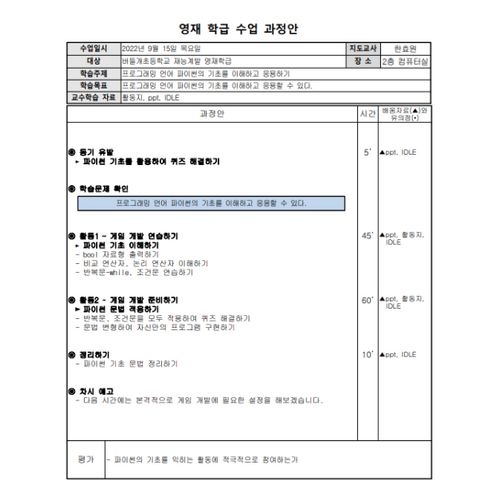 영재 학급 수업 과정안
수업일시 2022년 9월 15일 목요일 지도교사 한효원
대상 버들개초등학교 재능계발 영재학급 장 소 2층 컴퓨터실
학습주제 프로그래밍 언어 파이썬의 기초를 이해하고 응용하기
학습목표 프로그래밍 언어 파이썬의 기초를 이해하고 응용할 수 있다.
교수학습 자료 활동지, ppt, IDLE
과정안 시간 배움자료(▲)와
유의점(•)
◉ 동기 유발 5' ▲ppt, IDLE
► 파이썬 기초를 활용하여 퀴즈 해결하기
◉ 학습문제 확인
프로그래밍 언어 파이썬의 기초를 이해하고 응용할 수 있다.
◉ 활동1 - 게임 개발 연습하기 45' ▲ppt, 활동지,
► 파이썬 기초 이해하기 IDLE
- bool 자료형 출력하기
- 비교 연산자, 논리 연산자 이해하기
- 반복문-while, 조건문 연습하기
◉ 활동2 - 게임 개발 준비하기 60' ▲ppt, 활동지,
► 파이썬 문법 적용하기 IDLE
- 반복문, 조건문을 모두 적용하여 퀴즈 해결하기
- 문법 변형하여 자신만의 프로그램 구현하기
◉ 정리하기 10' ▲ppt, IDLE
- 파이썬 기초 문법 정리하기
◉ 차시 예고
- 다음 시간에는 본격적으로 게임 개발에 필요한 설정을 해보겠습니다.
평가 - 파이썬의 기초를 익히는 활동에 적극적으로 참여하는가